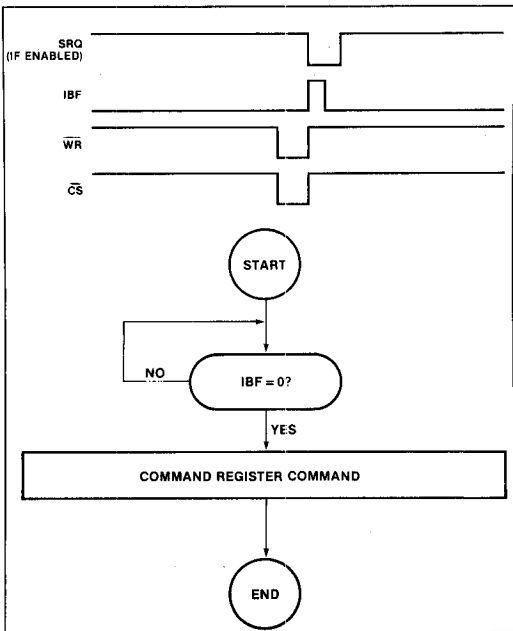 SRQ
(IF ENABLED)
IBF
WR
CS
START
NO
IBF = 0?
YES
COMMAND REGISTER COMMAND
END